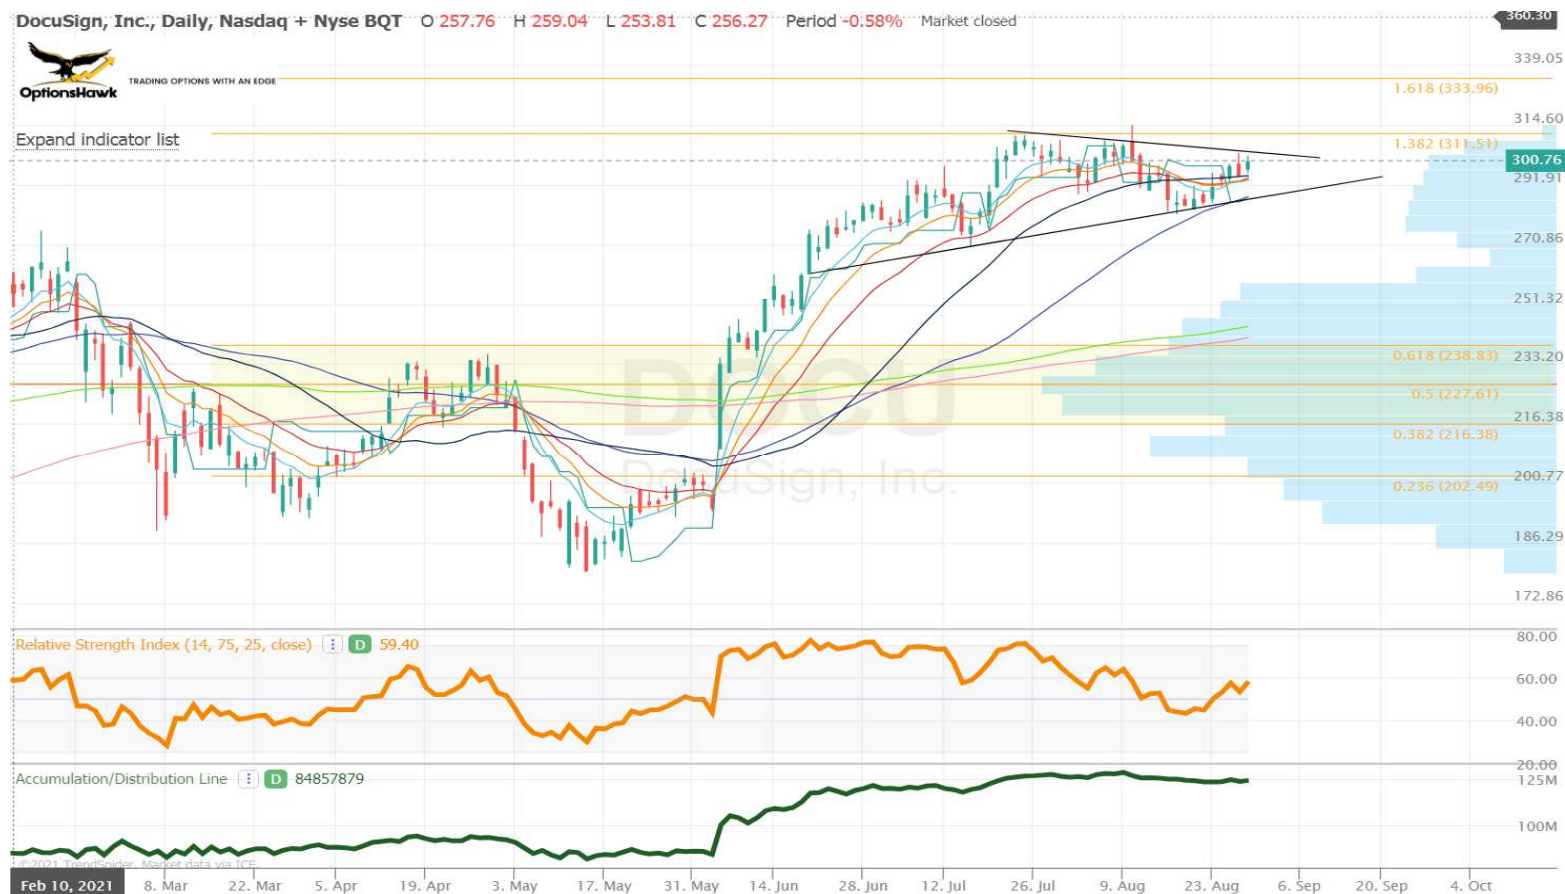 DocuSign, Inc., Daily, Nasdaq + Nyse BQT O 257.76 H 259.04 L 253.81 C 256.27 Period -0.58% Market closed
360.30
339.05
OptionsHawk
TRADING OPTIONS WITH AN EDGE
1.618 (333.96)
314.60
Expand indicator list
1.382 (311.51)
300.76
291.91
270.86
251.32
DOCU
DocuSign, Inc.
0.618 (238.83)
233.20
0.5 (227.61)
216.38
0.382 (216.38)
200.77
0.236 (202.49)
186.29
172.86
Relative Strength Index (14, 75, 25, close) D 59.40
80.00
60.00
40.00
20.00
Accumulation/Distribution Line D 84857879
125M
100M
©2021 TrendSpider, Market data via ICE
Feb 10, 2021 8. Mar 22. Mar 5. Apr 19. Apr 3. May 17. May 31. May 14. Jun 28. Jun 12. Jul 26. Jul 9. Aug 23. Aug 6. Sep 20. Sep 4. Oct